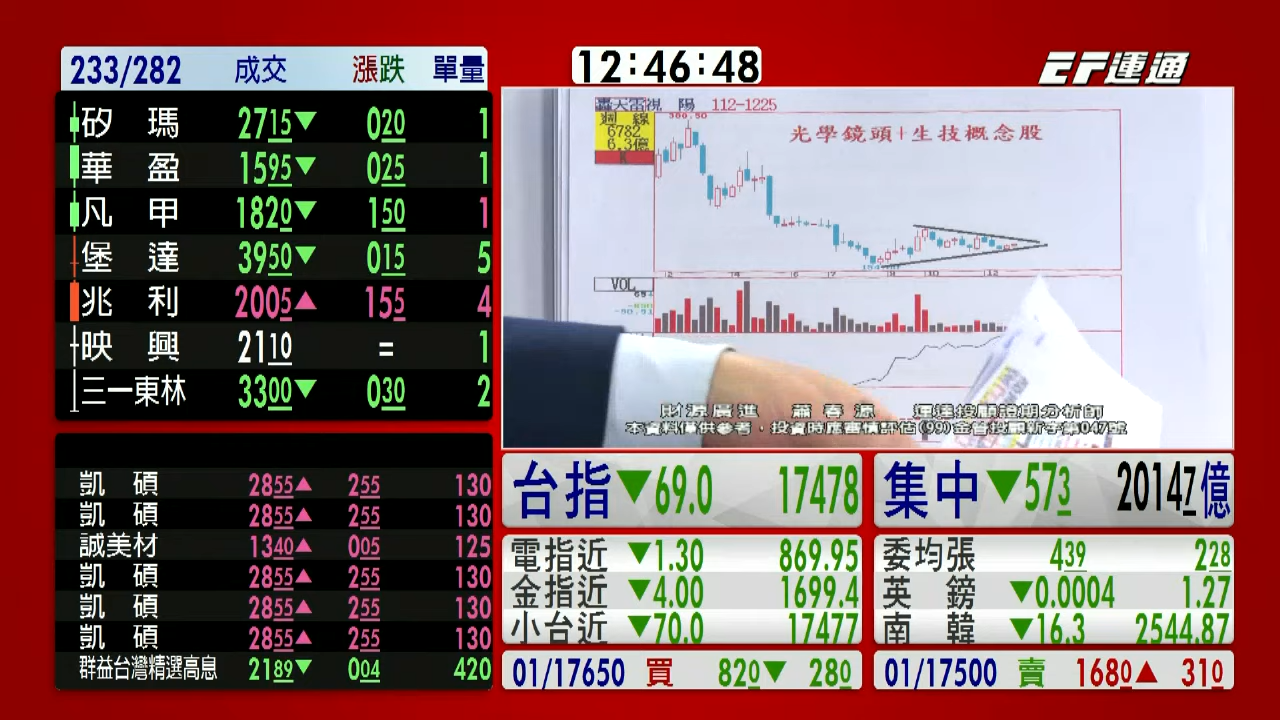 233/282 成交 漲跌 單量
矽瑪 2715▼ 020 1
華盈 1595▼ 025 1
凡甲 1820▼ 150 1
堡達 3950▼ 015 5
兆利 2005▲ 155 4
映興 2110 = 1
三一東林 3300▼ 030 2
凱碩 2855▲ 255 130
凱碩 2855▲ 255 130
誠美材 1340▲ 005 125
凱碩 2855▲ 255 130
凱碩 2855▲ 255 130
凱碩 2855▲ 255 130
群益台灣精選高息 2189▼ 004 420
12:46:48
EF運通
112-1225
週線
6782
6.3億
光學鏡頭+生技概念股
VOL
財源廣進 蕭春源 運達投顧證期分析師
本資料僅供參考,投資時應審慎評估(99)金管投顧新字第047號
台指▼69.0 17478
電指近 ▼1.30 869.95
金指近 ▼4.00 1699.4
小台近 ▼70.0 17477
01/17650 買 820▼ 280
集中▼573 20147億
委均張 439 228
英鎊 ▼0.0004 1.27
南韓 ▼16.3 2544.87
01/17500 賣 1680▲ 310